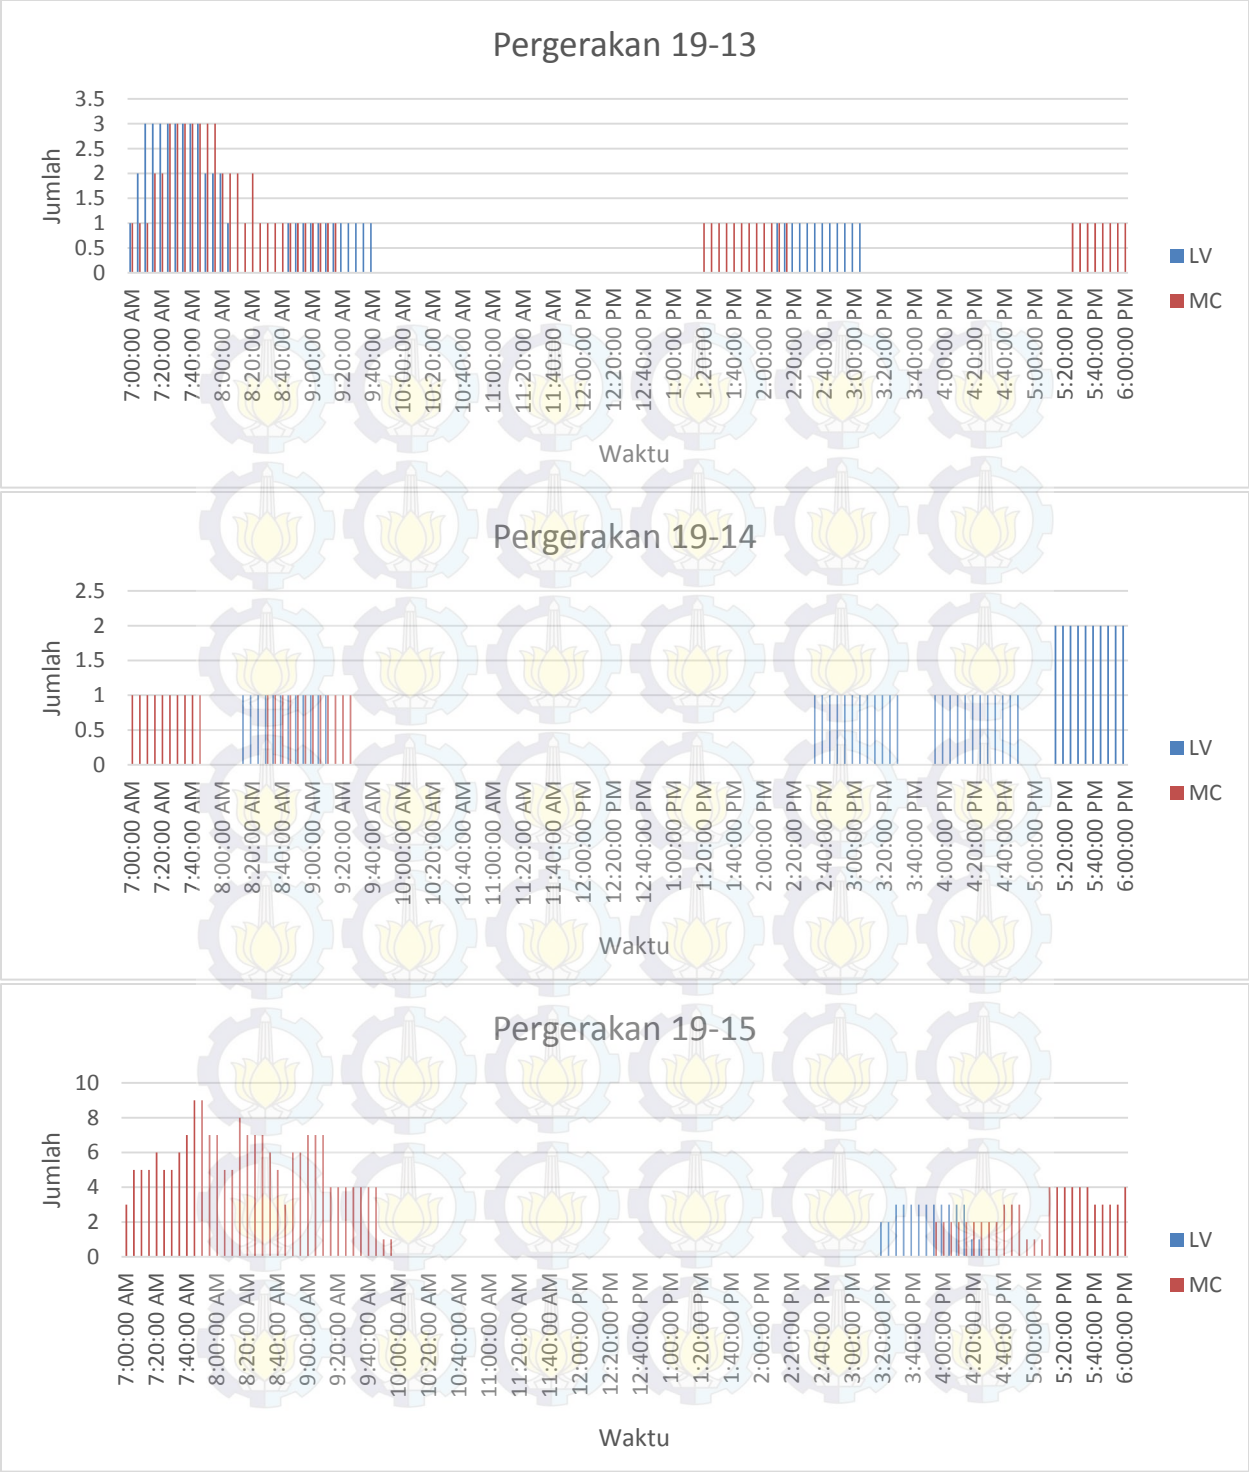 Pergerakan 19-13
3.5
3
2.5
2
1.5
1
0.5
0
Jumlah
7:00:00 AM
7:20:00 AM
7:40:00 AM
8:00:00 AM
8:20:00 AM
8:40:00 AM
9:00:00 AM
9:20:00 AM
9:40:00 AM
10:00:00 AM
10:20:00 AM
10:40:00 AM
11:00:00 AM
11:20:00 AM
11:40:00 AM
12:00:00 PM
12:20:00 PM
12:40:00 PM
1:00:00 PM
1:20:00 PM
1:40:00 PM
2:00:00 PM
2:20:00 PM
2:40:00 PM
3:00:00 PM
3:20:00 PM
3:40:00 PM
4:00:00 PM
4:20:00 PM
4:40:00 PM
5:00:00 PM
5:20:00 PM
5:40:00 PM
6:00:00 PM
Waktu
LV
MC
Pergerakan 19-14
2.5
2
1.5
1
0.5
0
Jumlah
7:00:00 AM
7:20:00 AM
7:40:00 AM
8:00:00 AM
8:20:00 AM
8:40:00 AM
9:00:00 AM
9:20:00 AM
9:40:00 AM
10:00:00 AM
10:20:00 AM
10:40:00 AM
11:00:00 AM
11:20:00 AM
11:40:00 AM
12:00:00 PM
12:20:00 PM
12:40:00 PM
1:00:00 PM
1:20:00 PM
1:40:00 PM
2:00:00 PM
2:20:00 PM
2:40:00 PM
3:00:00 PM
3:20:00 PM
3:40:00 PM
4:00:00 PM
4:20:00 PM
4:40:00 PM
5:00:00 PM
5:20:00 PM
5:40:00 PM
6:00:00 PM
Waktu
LV
MC
Pergerakan 19-15
10
8
6
4
2
0
Jumlah
7:00:00 AM
7:20:00 AM
7:40:00 AM
8:00:00 AM
8:20:00 AM
8:40:00 AM
9:00:00 AM
9:20:00 AM
9:40:00 AM
10:00:00 AM
10:20:00 AM
10:40:00 AM
11:00:00 AM
11:20:00 AM
11:40:00 AM
12:00:00 PM
12:20:00 PM
12:40:00 PM
1:00:00 PM
1:20:00 PM
1:40:00 PM
2:00:00 PM
2:20:00 PM
2:40:00 PM
3:00:00 PM
3:20:00 PM
3:40:00 PM
4:00:00 PM
4:20:00 PM
4:40:00 PM
5:00:00 PM
5:20:00 PM
5:40:00 PM
6:00:00 PM
Waktu
LV
MC